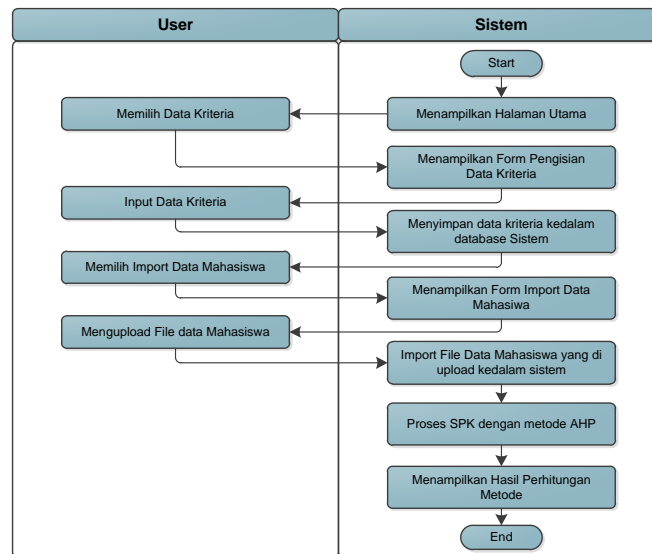 User
Sistem
Start
Menampilkan Halaman Utama
Memilih Data Kriteria
Menampilkan Form Pengisian
Data Kriteria
Input Data Kriteria
Menyimpan data kriteria kedalam
database Sistem
Memilih Import Data Mahasiswa
Menampilkan Form Import Data
Mahasiwa
Mengupload File data Mahasiswa
Import File Data Mahasiswa yang di
upload kedalam sistem
Proses SPK dengan metode AHP
Menampilkan Hasil Perhitungan
Metode
End